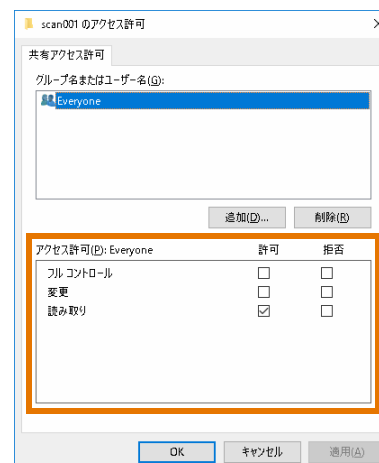 scan001 のアクセス許可
共有アクセス許可
グループ名またはユーザー名(G):
Everyone
追加(D)...
削除(R)
アクセス許可(P): Everyone 許可 拒否
フル コントロール
変更
読み取り
OK
キャンセル
適用(A)